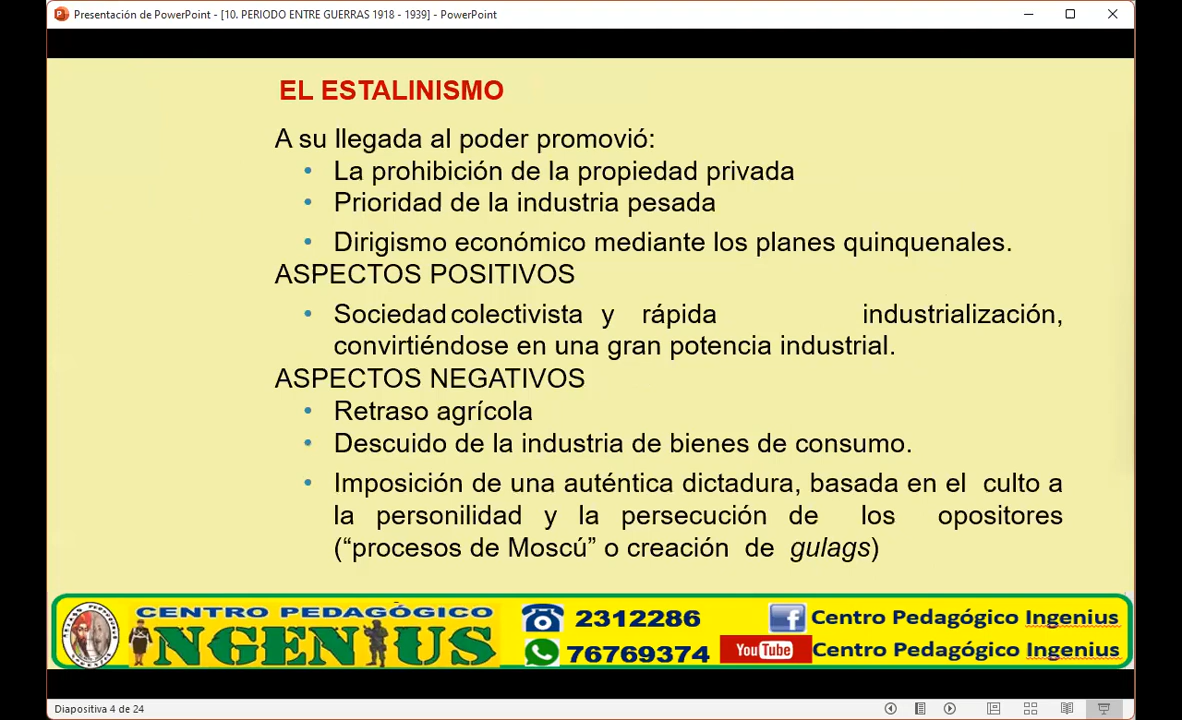 Presentación de PowerPoint - [10. PERIODO ENTRE GUERRAS 1918 - 1939] - PowerPoint
EL ESTALINISMO
A su llegada al poder promovió:
• La prohibición de la propiedad privada
• Prioridad de la industria pesada
• Dirigismo económico mediante los planes quinquenales.
ASPECTOS POSITIVOS
• Sociedad colectivista y rápida industrialización,
convirtiéndose en una gran potencia industrial.
ASPECTOS NEGATIVOS
• Retraso agrícola
• Descuido de la industria de bienes de consumo.
• Imposición de una auténtica dictadura, basada en el culto a
la personilidad y la persecución de los opositores
(“procesos de Moscú” o creación de gulags)
CENTRO PEDAGÓGICO
INGENIUS
2312286
76769374
Centro Pedagógico Ingenius
YouTube Centro Pedagógico Ingenius
Diapositiva 4 de 24